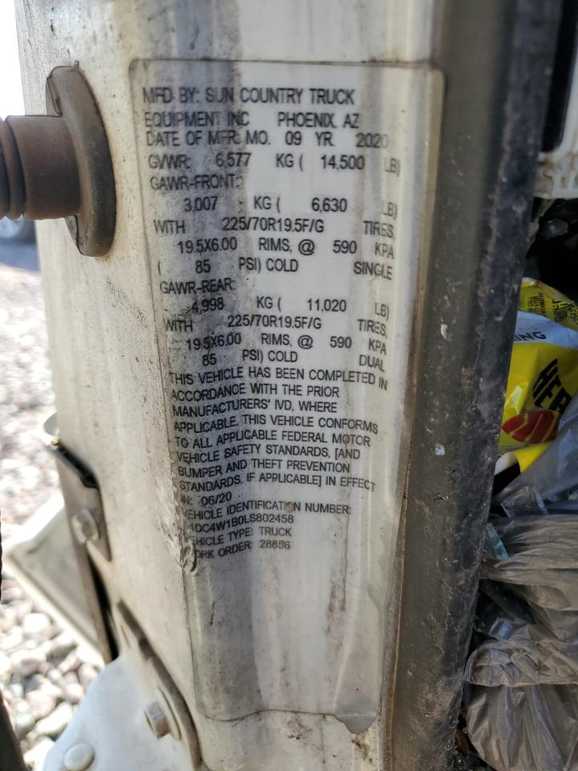 MFD BY: SUN COUNTRY TRUCK
EQUIPMENT INC PHOENIX, AZ
DATE OF MFR: MO. 09 YR. 2020
GVWR: 6,577 KG ( 14,500 LB)
GAWR-FRONT:
3,007 KG ( 6,630 LB)
WITH 225/70R19.5F/G TIRES,
19.5X6.00 RIMS, @ 590 KPA
( 85 PSI) COLD SINGLE
GAWR-REAR:
4,998 KG ( 11,020 LB)
WITH 225/70R19.5F/G TIRES,
19.5X6.00 RIMS, @ 590 KPA
85 PSI) COLD DUAL
THIS VEHICLE HAS BEEN COMPLETED IN
ACCORDANCE WITH THE PRIOR
MANUFACTURERS' IVD, WHERE
APPLICABLE. THIS VEHICLE CONFORMS
TO ALL APPLICABLE FEDERAL MOTOR
VEHICLE SAFETY STANDARDS, [AND
BUMPER AND THEFT PREVENTION
STANDARDS, IF APPLICABLE] IN EFFECT
06/20
VEHICLE IDENTIFICATION NUMBER:
DC4W1B0LS802458
VEHICLE TYPE: TRUCK
WORK ORDER: 28856